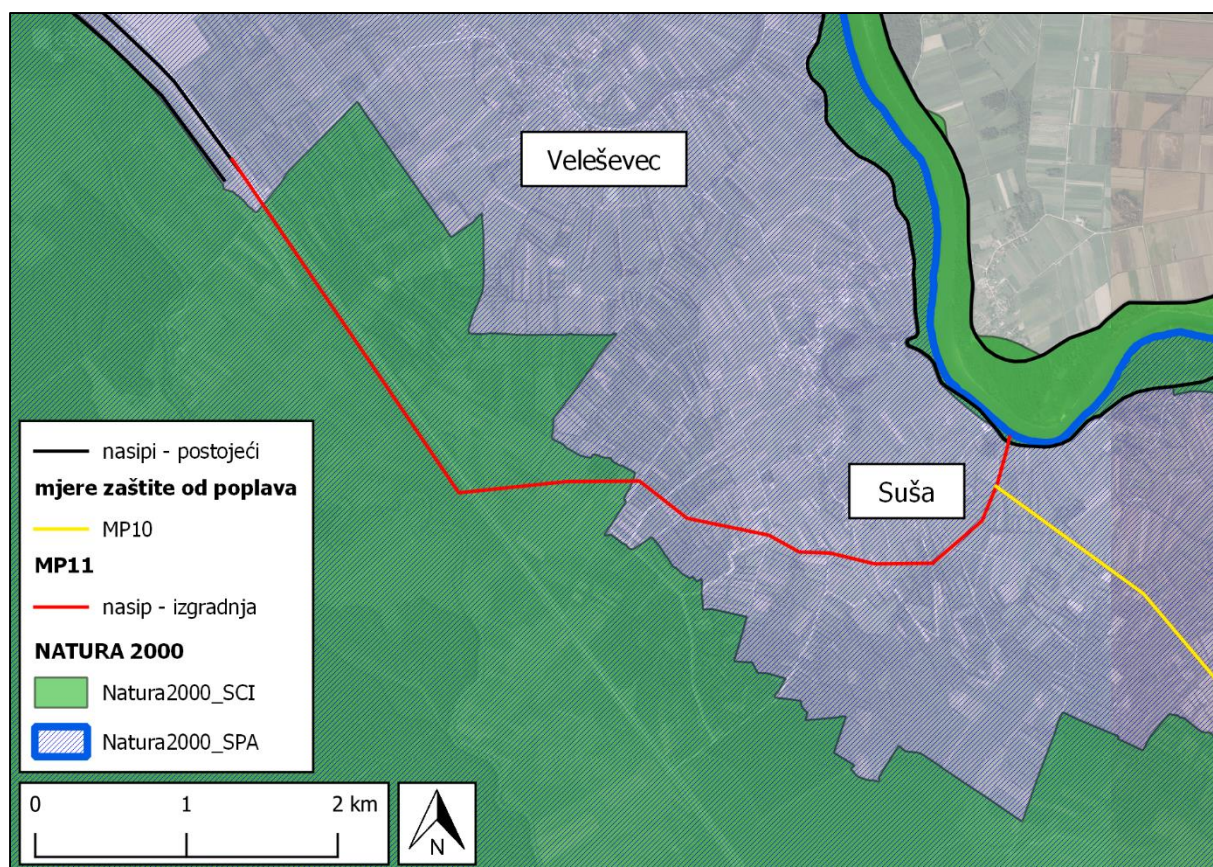 Veleševec
Suša
nasipi - postojeći
mjere zaštite od poplava
MP10
MP11
nasip - izgradnja
NATURA 2000
Natura2000_SCI
Natura2000_SPA
0 1 2 km
N